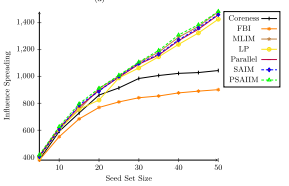 (a)
1,400
1,200
1,000
800
600
400
10
20
30
40
50
Influence Spreading
Seed Set Size
Coreness
FBI
MLIM
LP
Parallel
SAIM
PSAIIM